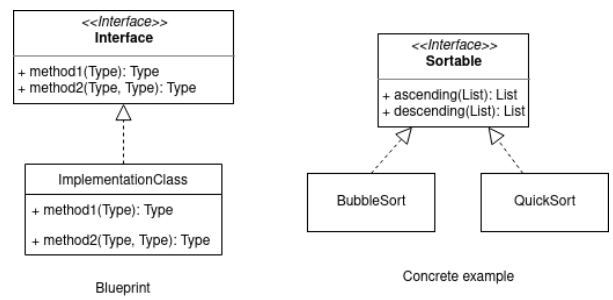 <<Interface>>
Interface
+ method1(Type): Type
+ method2(Type, Type): Type
ImplementationClass
+ method1(Type): Type
+ method2(Type, Type): Type
Blueprint
<<Interface>>
Sortable
+ ascending(List): List
+ descending(List): List
BubbleSort
QuickSort
Concrete example